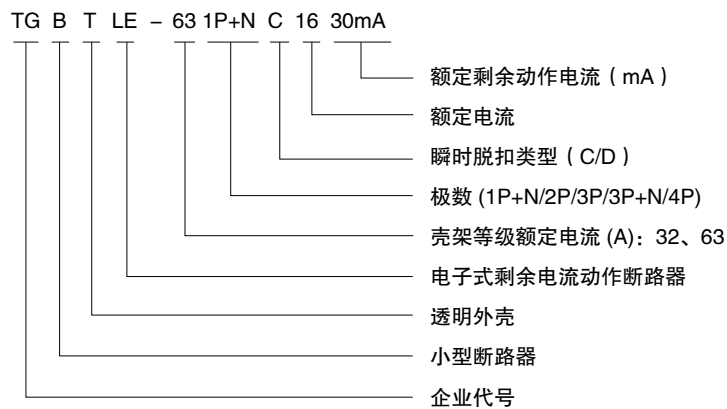 TG B T LE – 63 1P+N C 16 30mA
额定剩余动作电流（mA）
额定电流
瞬时脱扣类型（C/D）
极数 (1P+N/2P/3P/3P+N/4P)
壳架等级额定电流 (A)：32、63
电子式剩余电流动作断路器
透明外壳
小型断路器
企业代号